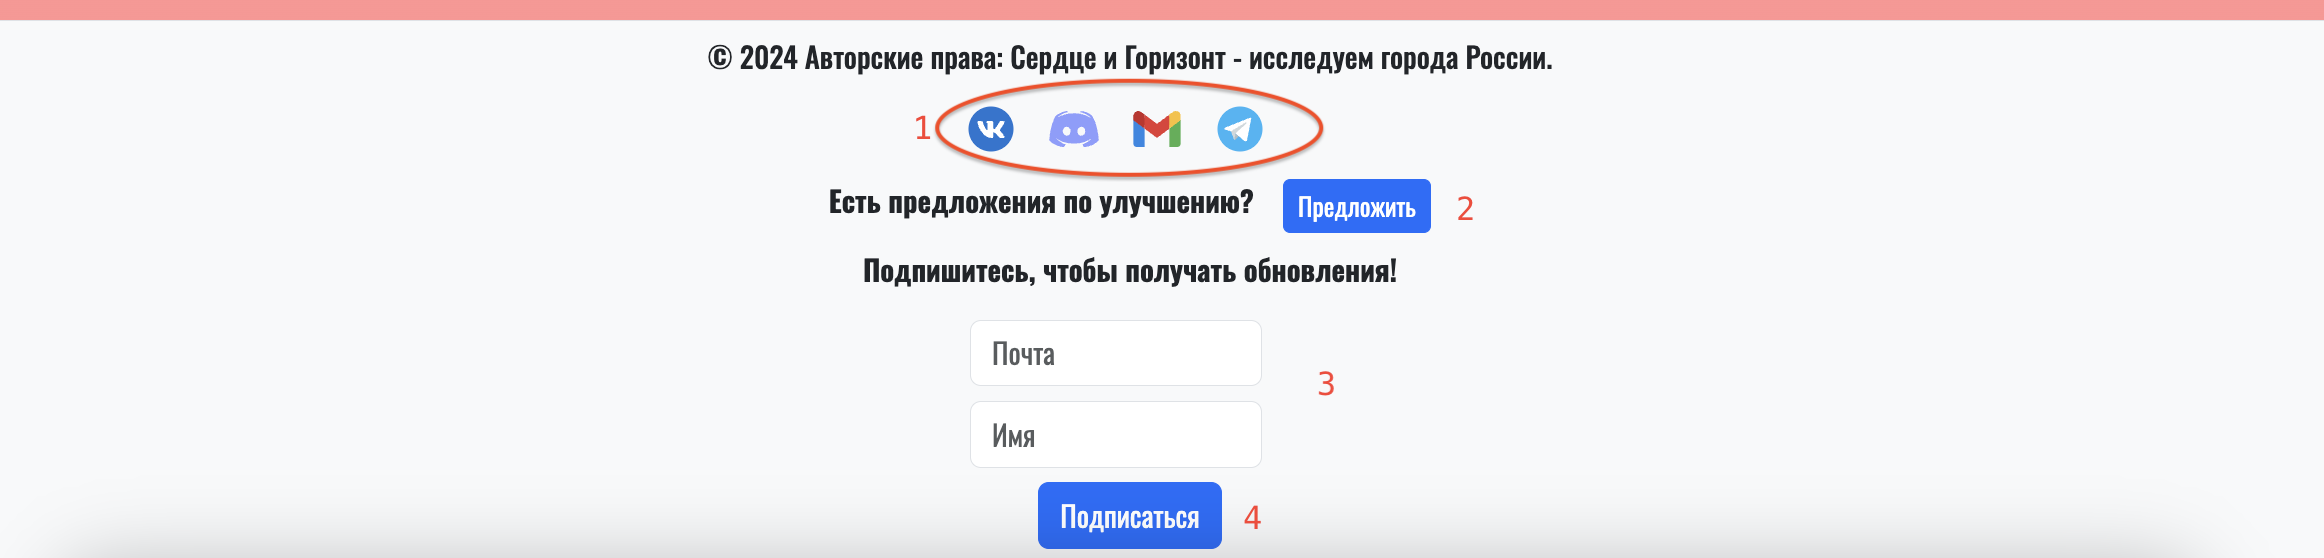 © 2024 Авторские права: Сердце и Горизонт - исследуем города России.
1
Есть предложения по улучшению? Предложить 2
Подпишитесь, чтобы получать обновления!
Почта
3
Имя
Подписаться 4